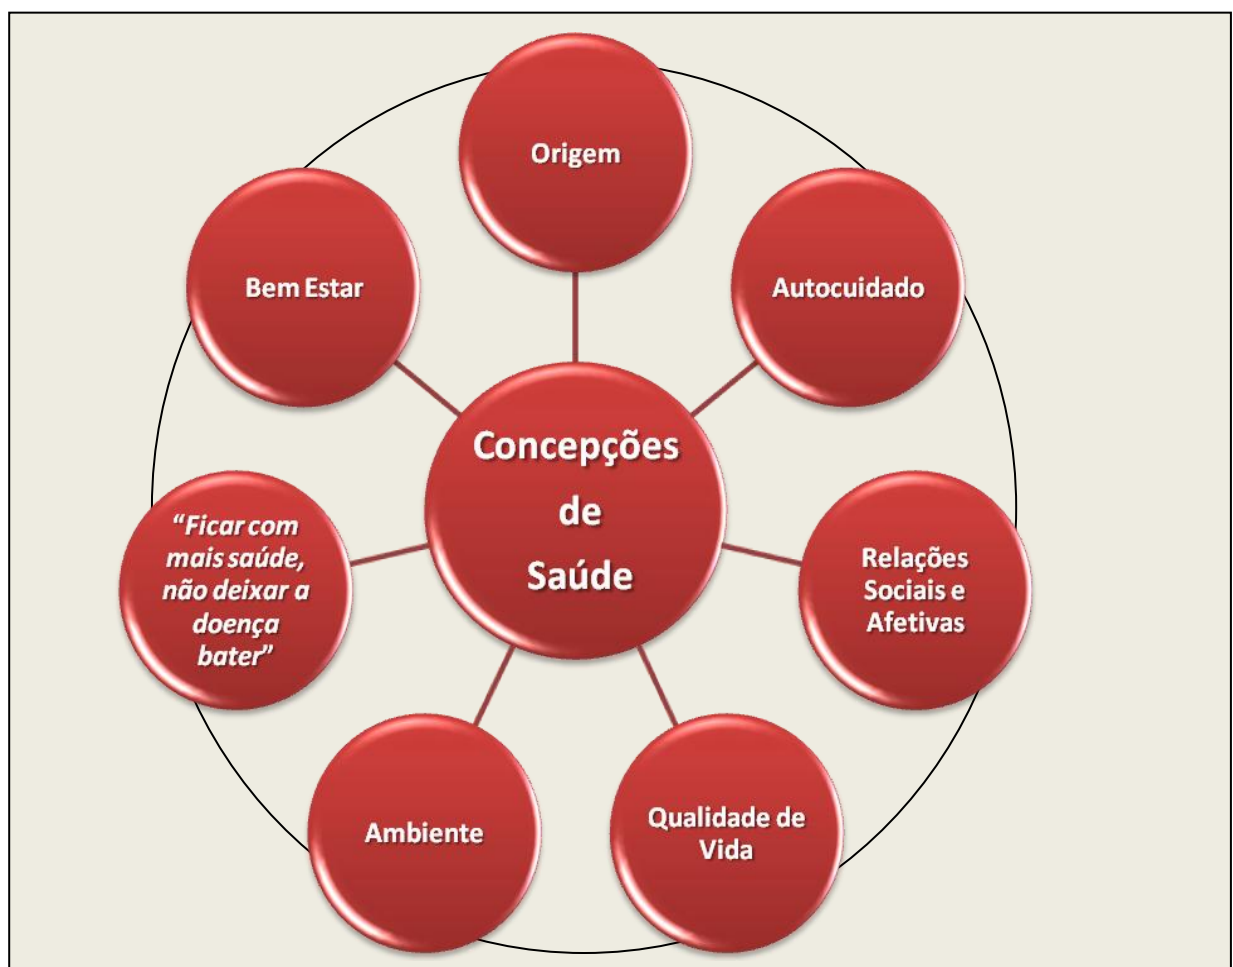 Origem
Bem Estar
Autocuidado
Concepções
de
Saúde
“Ficar com
mais saúde,
não deixar a
doença
bater”
Relações
Sociais e
Afetivas
Ambiente
Qualidade de
Vida